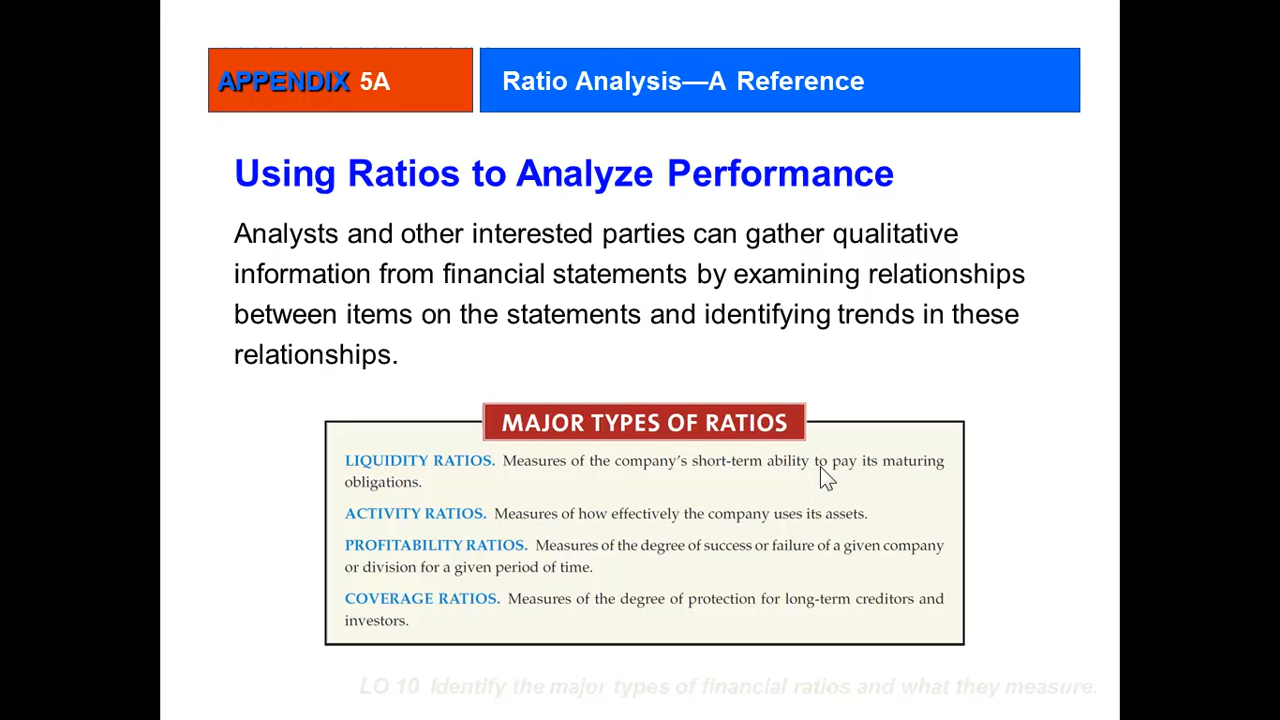 APPENDIX 5A
Ratio Analysis—A Reference
Using Ratios to Analyze Performance
Analysts and other interested parties can gather qualitative
information from financial statements by examining relationships
between items on the statements and identifying trends in these
relationships.
MAJOR TYPES OF RATIOS
LIQUIDITY RATIOS. Measures of the company's short-term ability to pay its maturing
obligations.
ACTIVITY RATIOS. Measures of how effectively the company uses its assets.
PROFITABILITY RATIOS. Measures of the degree of success or failure of a given company
or division for a given period of time.
COVERAGE RATIOS. Measures of the degree of protection for long-term creditors and
investors.
LO 10 Identify the major types of financial ratios and what they measure.